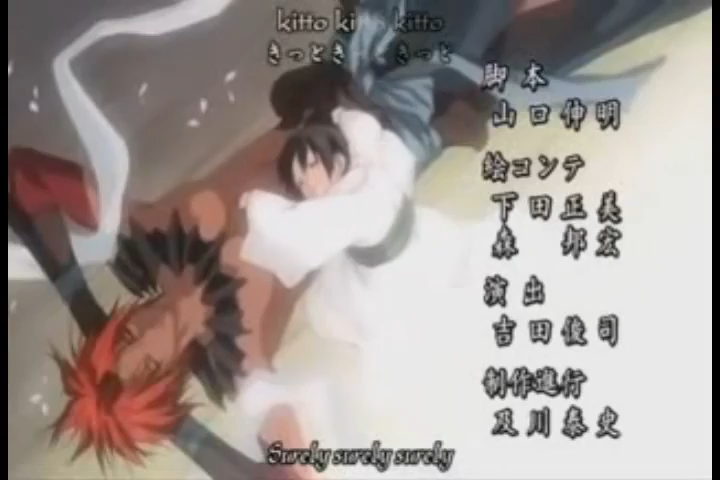 kitto ki kitto
きっとき きっと
脚本
山口伸明
絵コンテ
下田正美
森 邦宏
演出
吉田俊司
制作進行
及川泰史
Surely surely surely